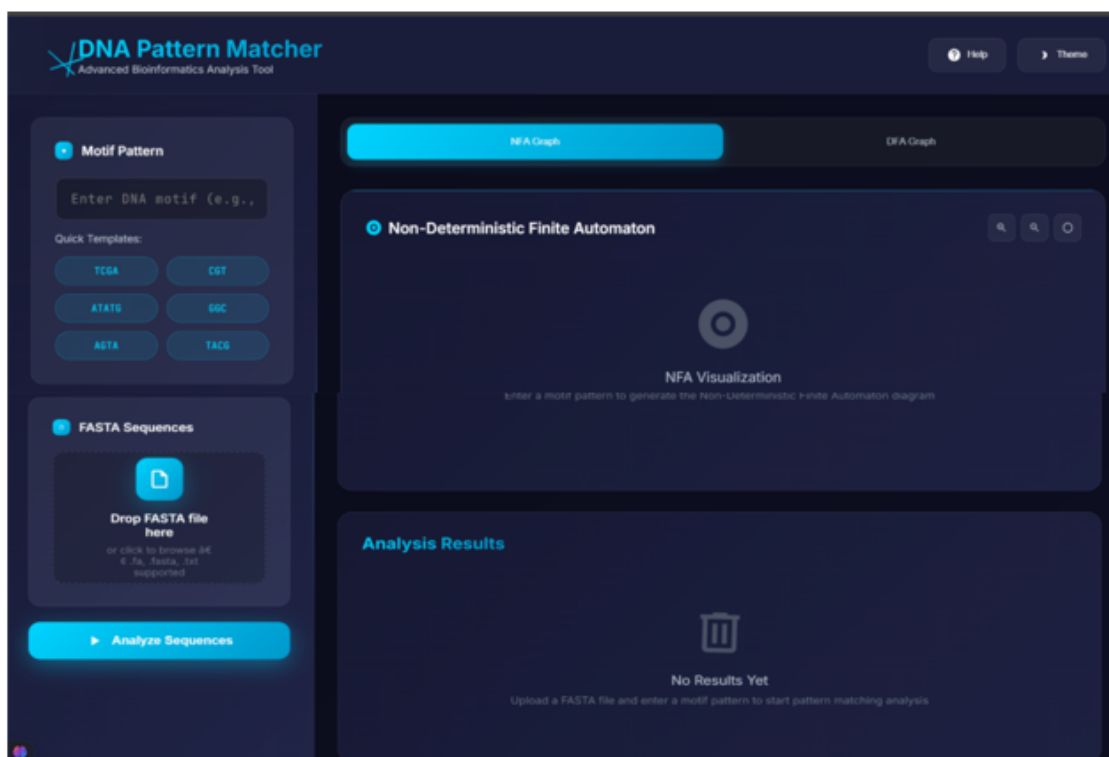 DNA Pattern Matcher
Advanced Bioinformatics Analysis Tool
Help
Theme
Motif Pattern
Enter DNA motif (e.g.,
Quick Templates:
TCGA
CGT
ATATG
GGC
AGTA
TACG
FASTA Sequences
Drop FASTA file
here
or click to browse â€
¢ .fa, .fasta, .txt
supported
Analyze Sequences
NFA Graph
DFA Graph
Non-Deterministic Finite Automaton
NFA Visualization
Enter a motif pattern to generate the Non-Deterministic Finite Automaton diagram
Analysis Results
No Results Yet
Upload a FASTA file and enter a motif pattern to start pattern matching analysis